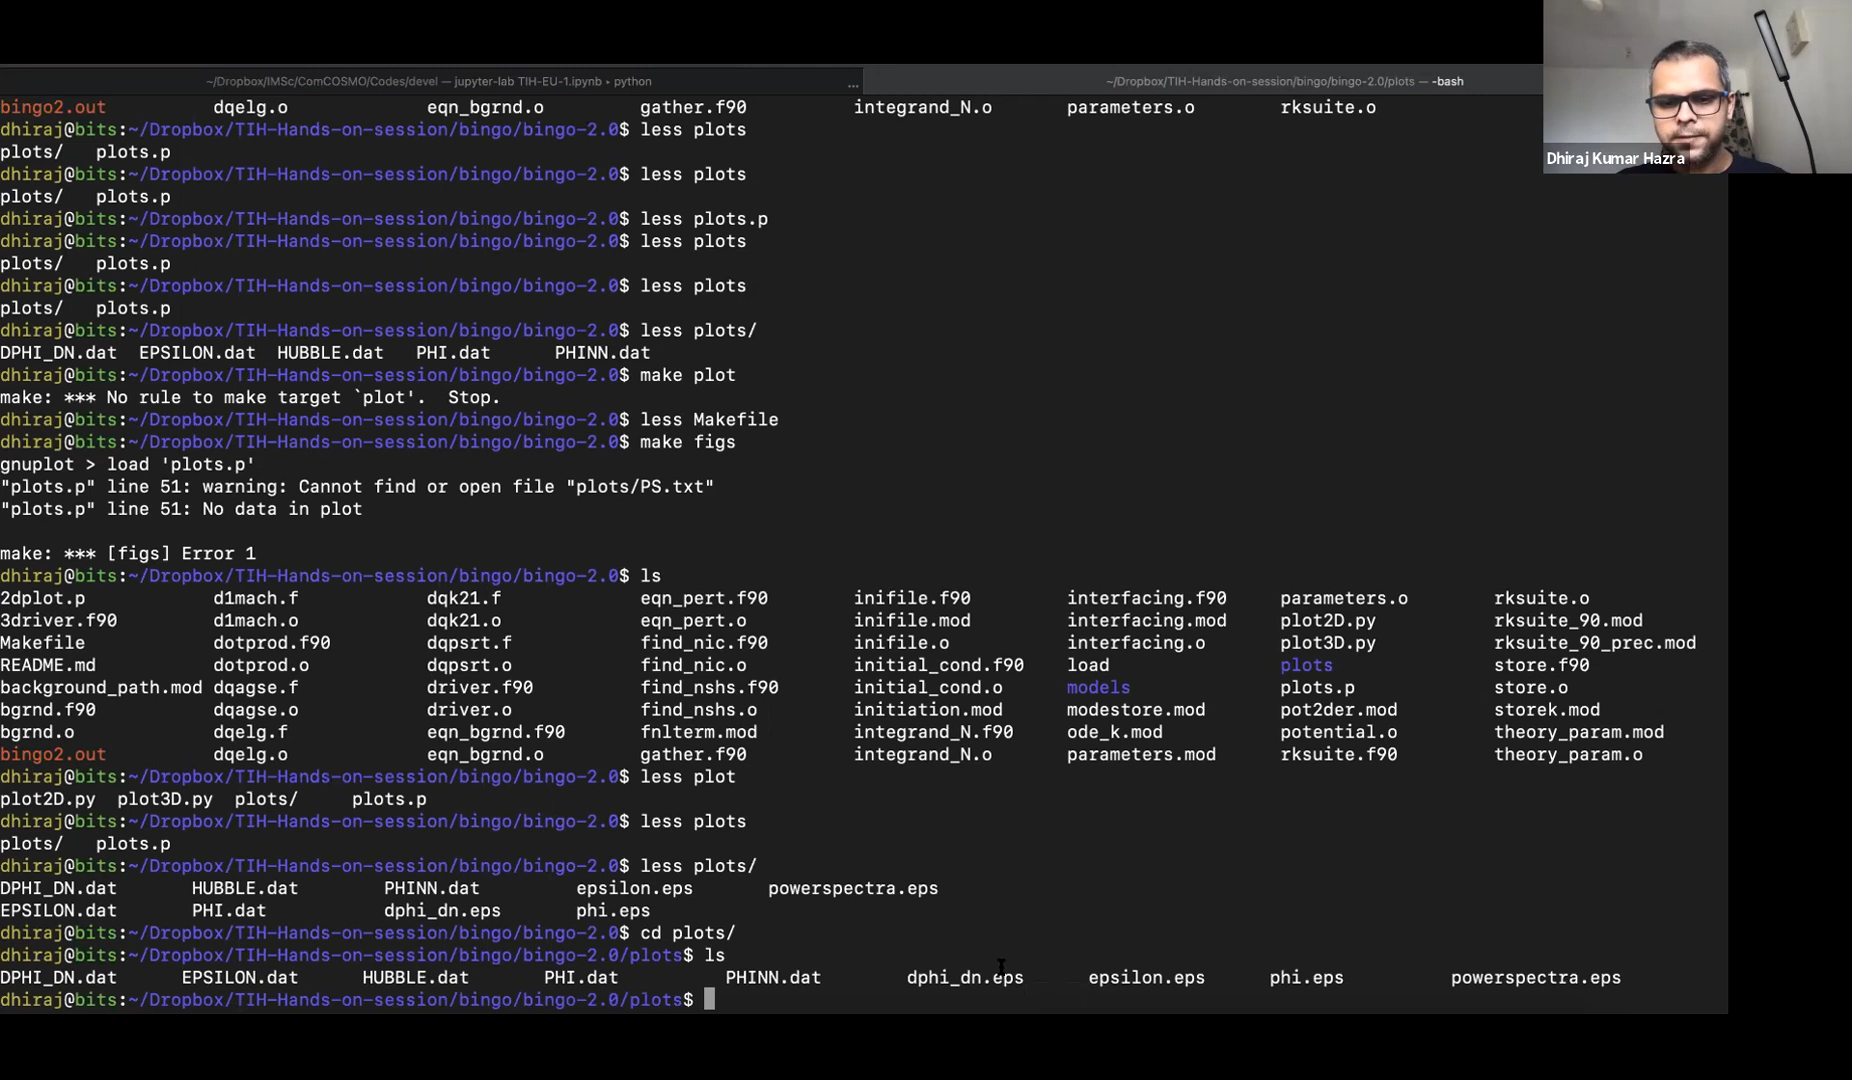 ~/Dropbox/IMSc/ComCOSMO/Codes/devel — jupyter-lab TIH-EU-1.ipynb ▸ python ... ~/Dropbox/TIH-Hands-on-session/bingo/bingo-2.0/plots — -bash
bingo2.out dqelg.o eqn_bgrnd.o gather.f90 integrand_N.o parameters.o rksuite.o
dhiraj@bits:~/Dropbox/TIH-Hands-on-session/bingo/bingo-2.0$ less plots
plots/ plots.p
dhiraj@bits:~/Dropbox/TIH-Hands-on-session/bingo/bingo-2.0$ less plots
plots/ plots.p
dhiraj@bits:~/Dropbox/TIH-Hands-on-session/bingo/bingo-2.0$ less plots.p
dhiraj@bits:~/Dropbox/TIH-Hands-on-session/bingo/bingo-2.0$ less plots
plots/ plots.p
dhiraj@bits:~/Dropbox/TIH-Hands-on-session/bingo/bingo-2.0$ less plots
plots/ plots.p
dhiraj@bits:~/Dropbox/TIH-Hands-on-session/bingo/bingo-2.0$ less plots/
DPHI_DN.dat EPSILON.dat HUBBLE.dat PHI.dat PHINN.dat
dhiraj@bits:~/Dropbox/TIH-Hands-on-session/bingo/bingo-2.0$ make plot
make: *** No rule to make target `plot'. Stop.
dhiraj@bits:~/Dropbox/TIH-Hands-on-session/bingo/bingo-2.0$ less Makefile
dhiraj@bits:~/Dropbox/TIH-Hands-on-session/bingo/bingo-2.0$ make figs
gnuplot > load 'plots.p'
"plots.p" line 51: warning: Cannot find or open file "plots/PS.txt"
"plots.p" line 51: No data in plot
make: *** [figs] Error 1
dhiraj@bits:~/Dropbox/TIH-Hands-on-session/bingo/bingo-2.0$ ls
2dplot.p d1mach.f dqk21.f eqn_pert.f90 inifile.f90 interfacing.f90 parameters.o rksuite.o
3driver.f90 d1mach.o dqk21.o eqn_pert.o inifile.mod interfacing.mod plot2D.py rksuite_90.mod
Makefile dotprod.f90 dqpsrt.f find_nic.f90 inifile.o interfacing.o plot3D.py rksuite_90_prec.mod
README.md dotprod.o dqpsrt.o find_nic.o initial_cond.f90 load plots store.f90
background_path.mod dqagse.f driver.f90 find_nshs.f90 initial_cond.o models plots.p store.o
bgrnd.f90 dqagse.o driver.o find_nshs.o initiation.mod modestore.mod pot2der.mod storek.mod
bgrnd.o dqelg.f eqn_bgrnd.f90 fnlterm.mod integrand_N.f90 ode_k.mod potential.o theory_param.mod
bingo2.out dqelg.o eqn_bgrnd.o gather.f90 integrand_N.o parameters.mod rksuite.f90 theory_param.o
dhiraj@bits:~/Dropbox/TIH-Hands-on-session/bingo/bingo-2.0$ less plot
plot2D.py plot3D.py plots/ plots.p
dhiraj@bits:~/Dropbox/TIH-Hands-on-session/bingo/bingo-2.0$ less plots
plots/ plots.p
dhiraj@bits:~/Dropbox/TIH-Hands-on-session/bingo/bingo-2.0$ less plots/
DPHI_DN.dat HUBBLE.dat PHINN.dat epsilon.eps powerspectra.eps
EPSILON.dat PHI.dat dphi_dn.eps phi.eps
dhiraj@bits:~/Dropbox/TIH-Hands-on-session/bingo/bingo-2.0$ cd plots/
dhiraj@bits:~/Dropbox/TIH-Hands-on-session/bingo/bingo-2.0/plots$ ls
DPHI_DN.dat EPSILON.dat HUBBLE.dat PHI.dat PHINN.dat dphi_dn.eps epsilon.eps phi.eps powerspectra.eps
dhiraj@bits:~/Dropbox/TIH-Hands-on-session/bingo/bingo-2.0/plots$
Dhiraj Kumar Hazra